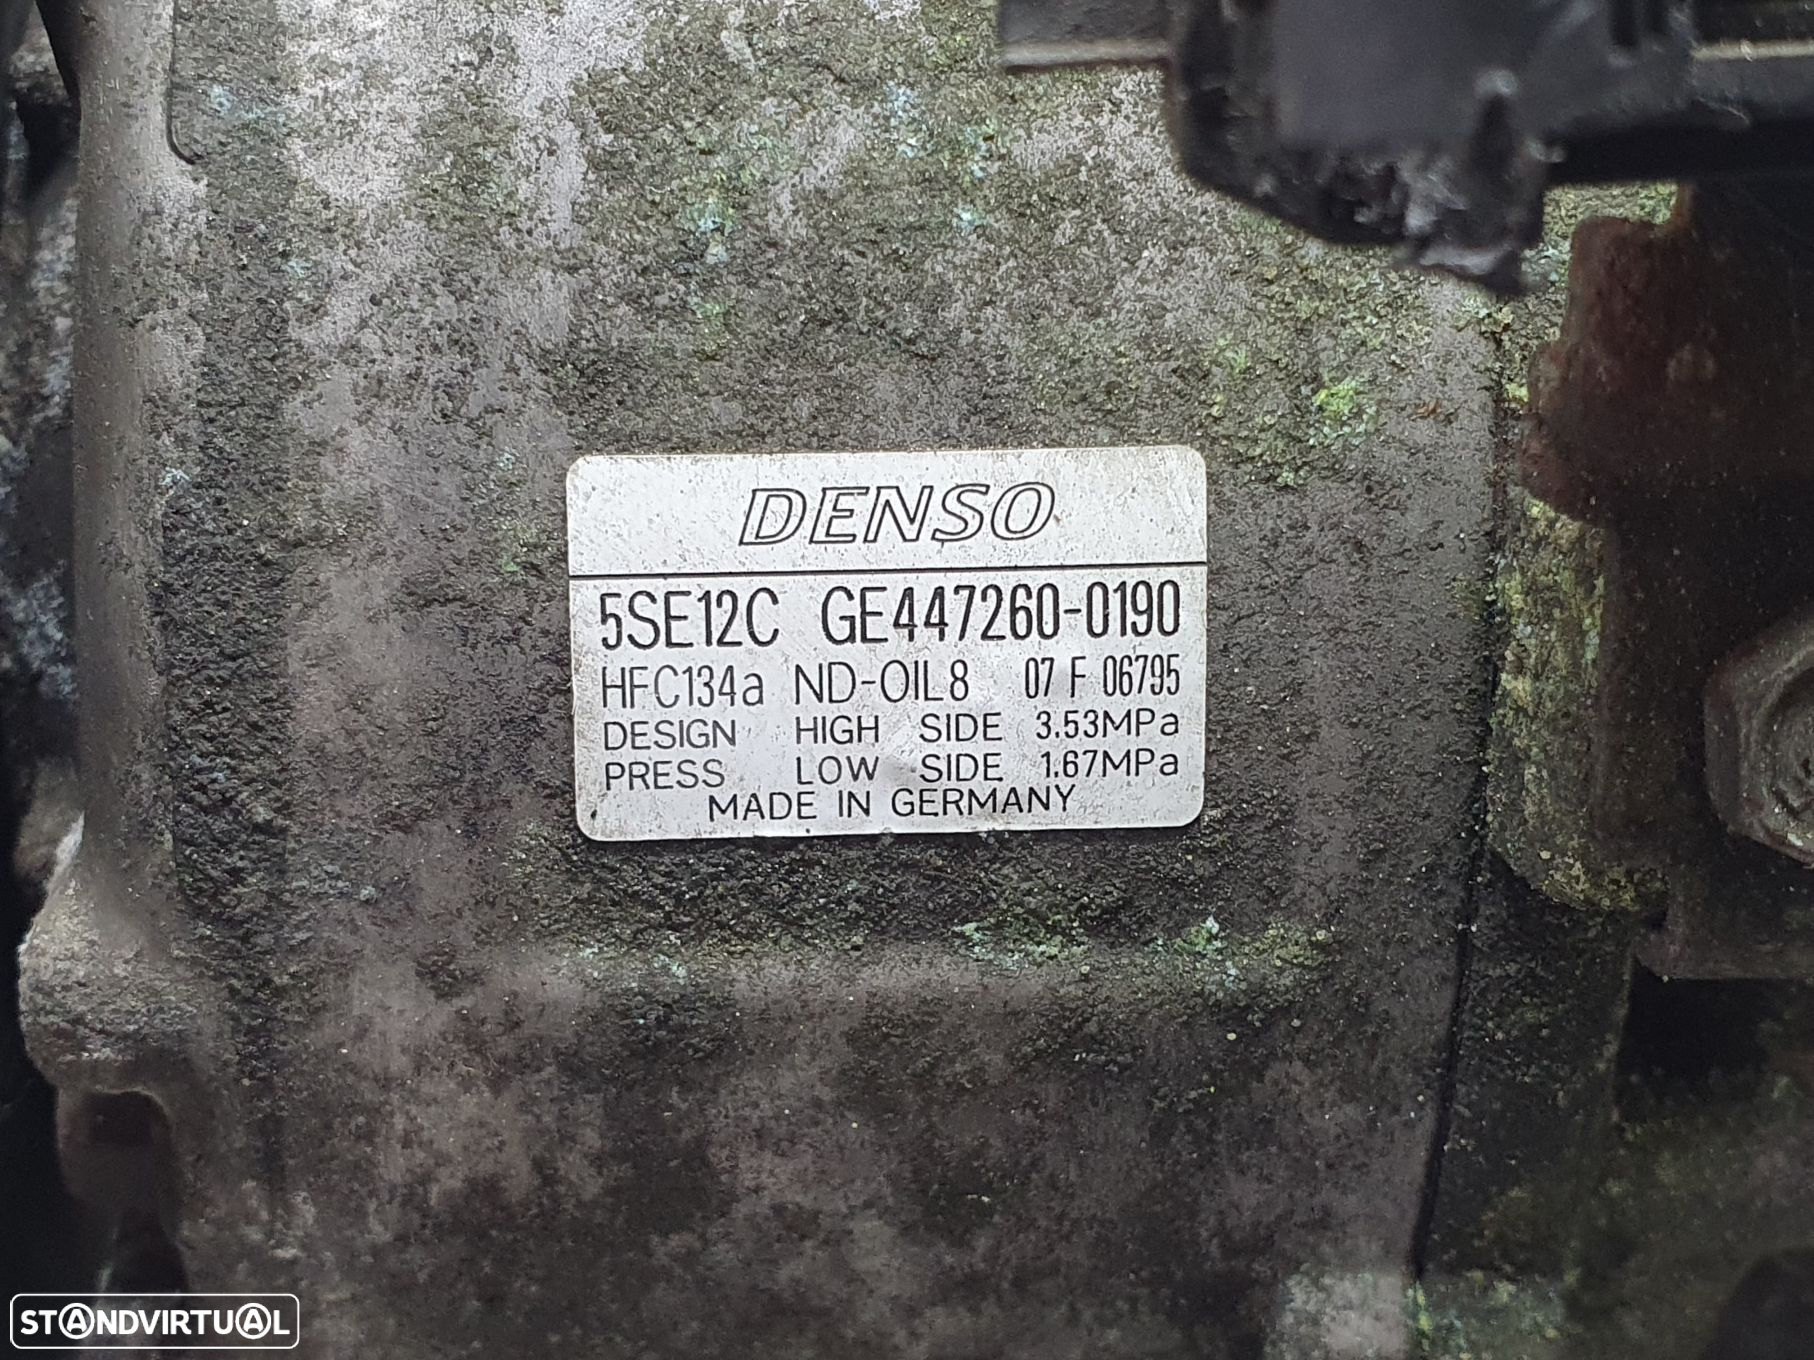 DENSO
5SE12C GE447260-0190
HFC134a ND-OIL8 07 F 06795
DESIGN HIGH SIDE 3.53MPa
PRESS LOW SIDE 1.67MPa
MADE IN GERMANY
STANDVIRTUAL